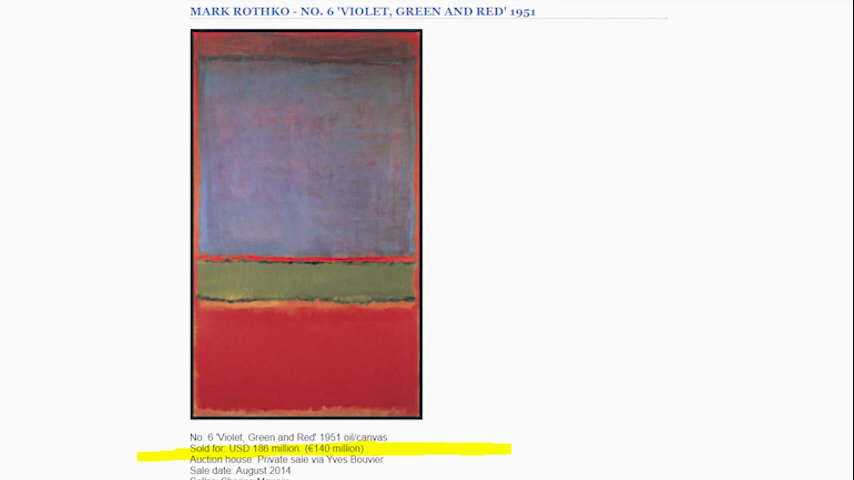 MARK ROTHKO - NO. 6 'VIOLET, GREEN AND RED' 1951
No. 6 'Violet, Green and Red' 1951 oil/canvas
Sold for: USD 186 million. (€140 million)
Auction house: Private sale via Yves Bouvier
Sale date: August 2014